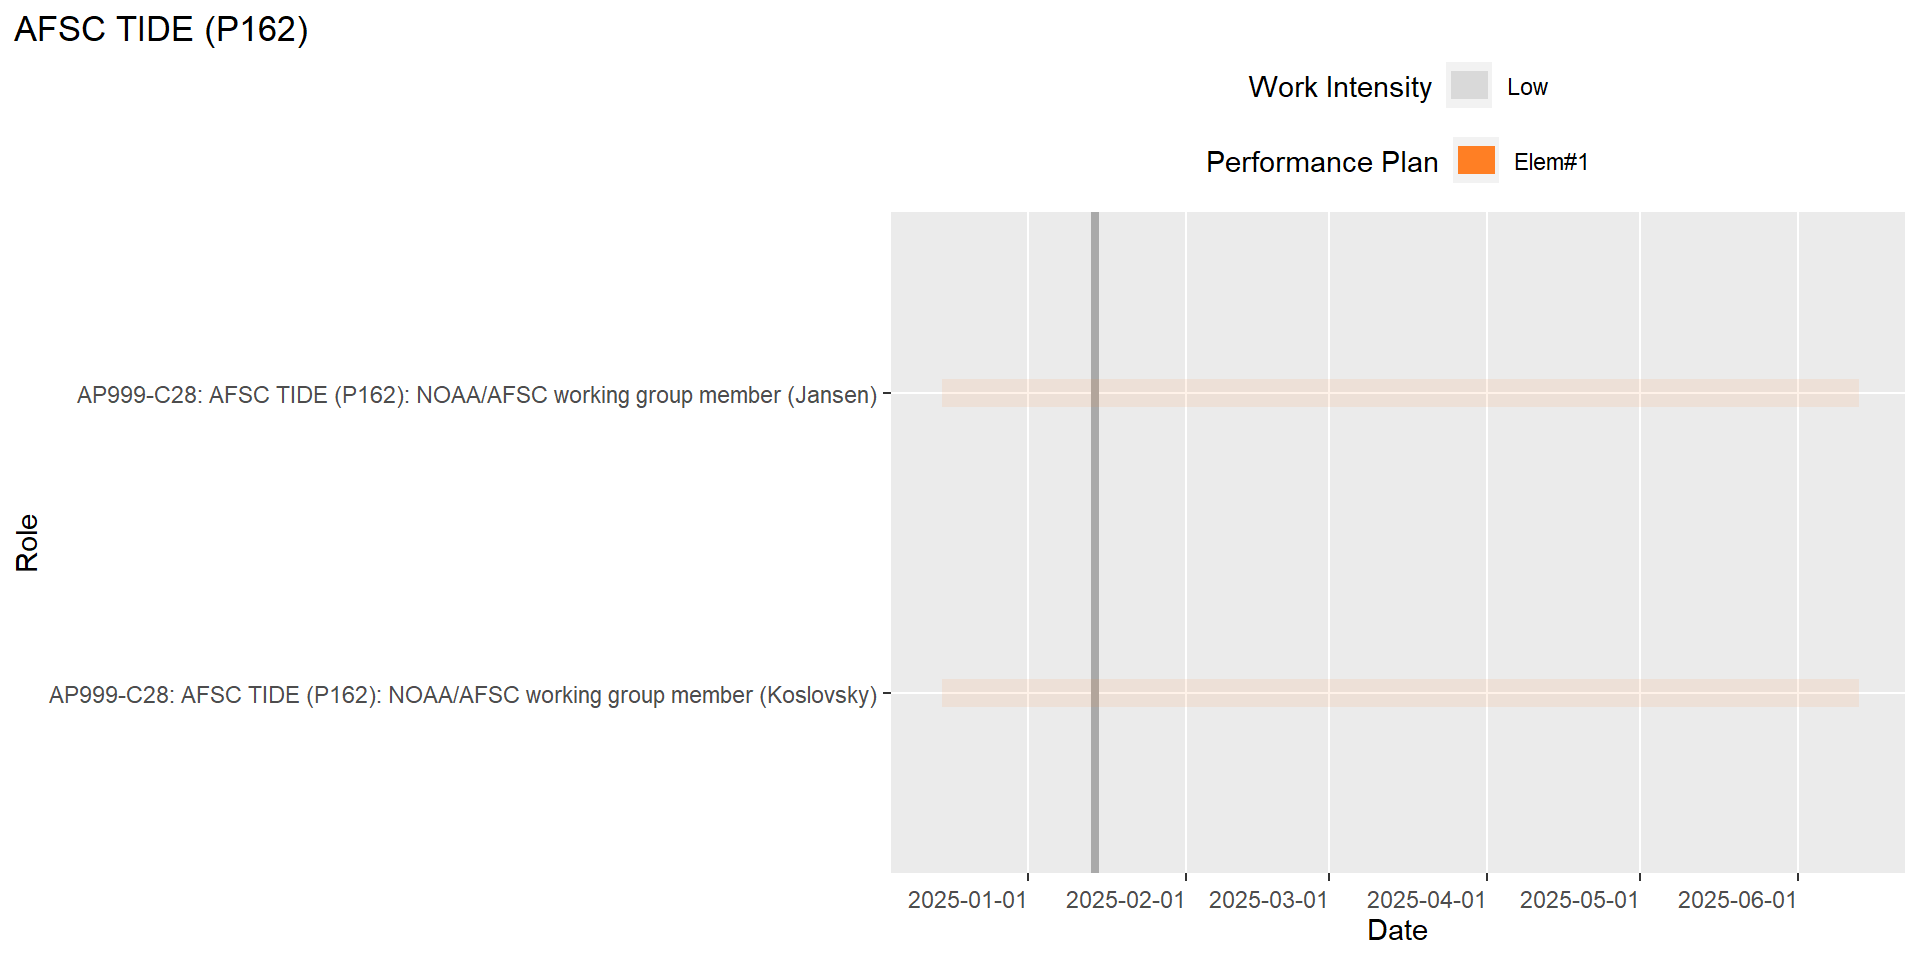 AFSC TIDE (P162)
Work Intensity Low
Performance Plan Elem#1
AP999-C28: AFSC TIDE (P162): NOAA/AFSC working group member (Jansen)
Role
AP999-C28: AFSC TIDE (P162): NOAA/AFSC working group member (Koslovsky)
2025-01-01 2025-02-01 2025-03-01 2025-04-01 2025-05-01 2025-06-01
Date